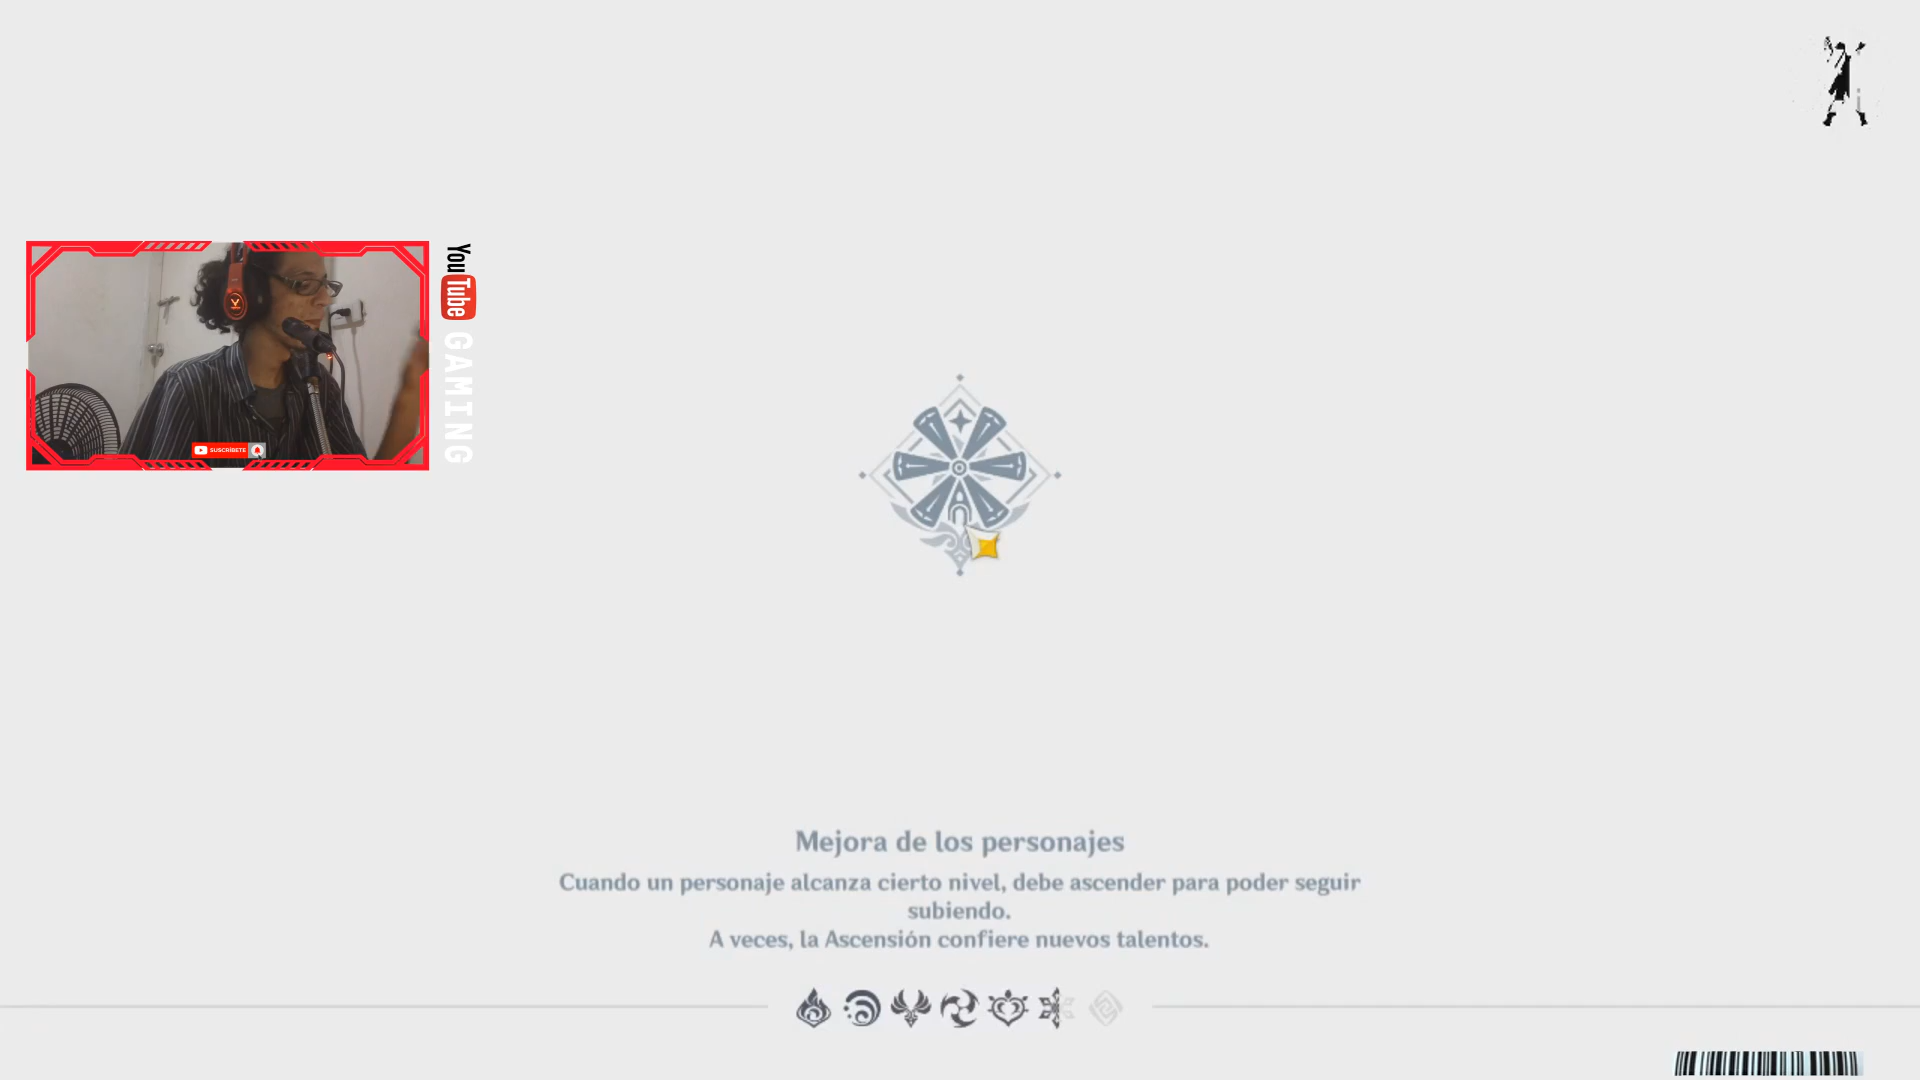 YouTube
GAMING
SUSCRÍBETE
Mejora de los personajes
Cuando un personaje alcanza cierto nivel, debe ascender para poder seguir
subiendo.
A veces, la Ascensión confiere nuevos talentos.